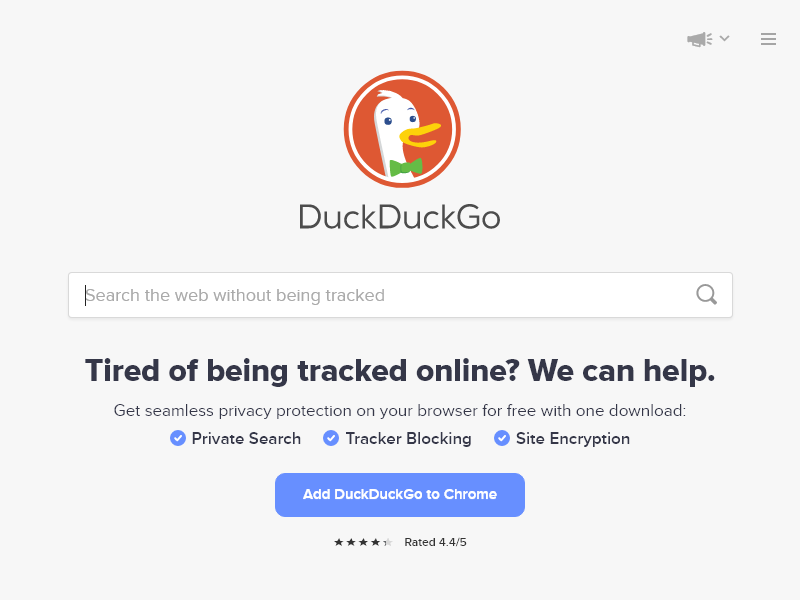 DuckDuckGo
Search the web without being tracked
Tired of being tracked online? We can help.
Get seamless privacy protection on your browser for free with one download:
Private Search Tracker Blocking Site Encryption
Add DuckDuckGo to Chrome
Rated 4.4/5